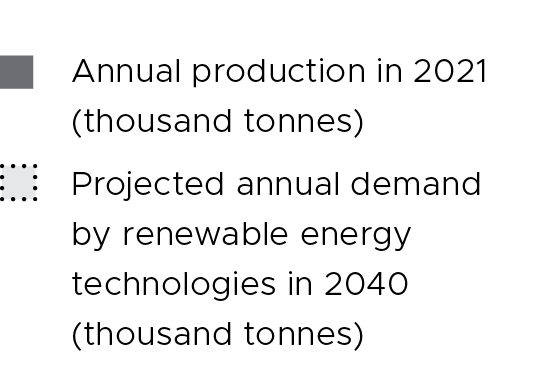 Annual production in 2021
(thousand tonnes)
Projected annual demand
by renewable energy
technologies in 2040
(thousand tonnes)